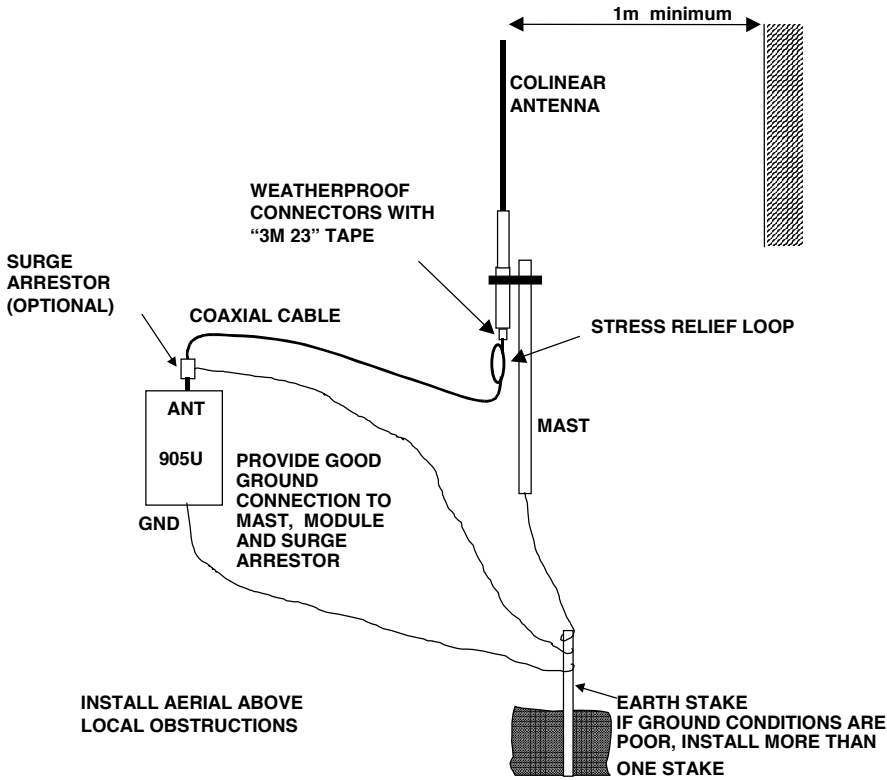 1m  minimum
COLINEAR
ANTENNA
WEATHERPROOF
CONNECTORS WITH
“3M 23” TAPE
SURGE
ARRESTOR
(OPTIONAL)
COAXIAL CABLE
STRESS RELIEF LOOP
ANT
905U
GND
MAST
PROVIDE GOOD
GROUND
CONNECTION TO
MAST,  MODULE
AND SURGE
ARRESTOR
INSTALL AERIAL ABOVE
LOCAL OBSTRUCTIONS
EARTH STAKE
IF GROUND CONDITIONS ARE
POOR, INSTALL MORE THAN
ONE STAKE